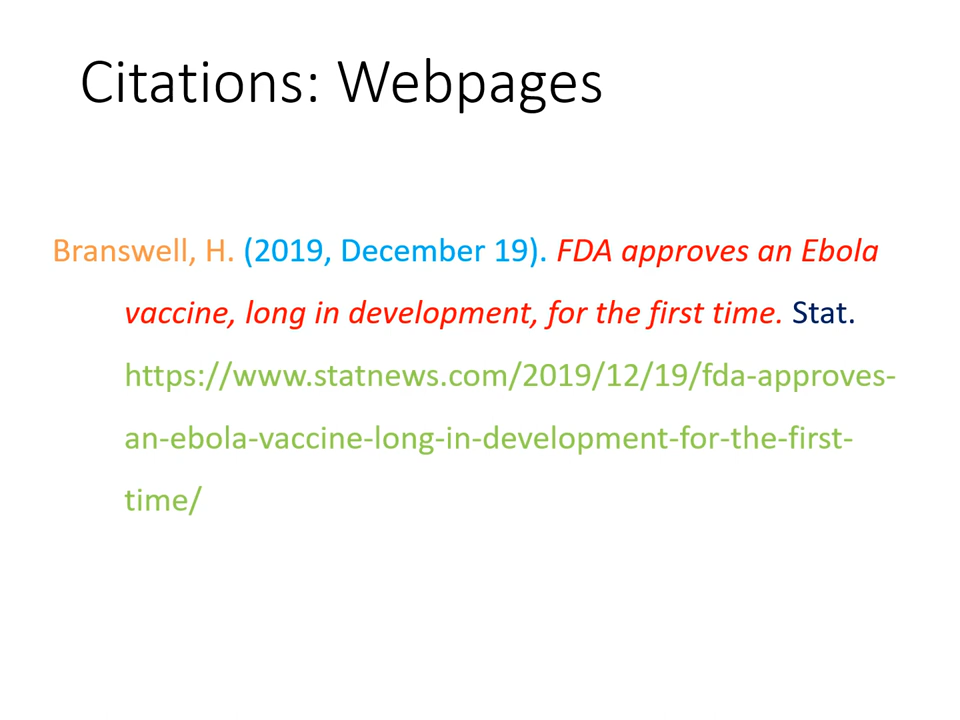 Citations: Webpages
Branswell, H. (2019, December 19). FDA approves an Ebola
vaccine, long in development, for the first time. Stat.
https://www.statnews.com/2019/12/19/fda-approves-
an-ebola-vaccine-long-in-development-for-the-first-
time/